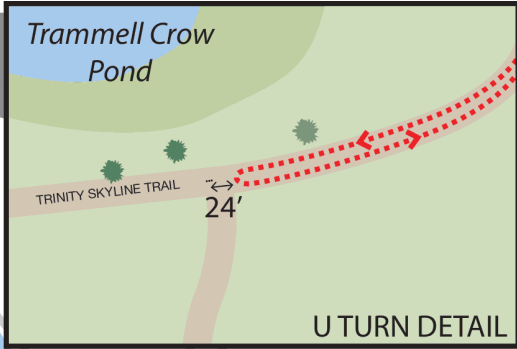 Trammell Crow
Pond
TRINITY SKYLINE TRAIL
24'
U TURN DETAIL